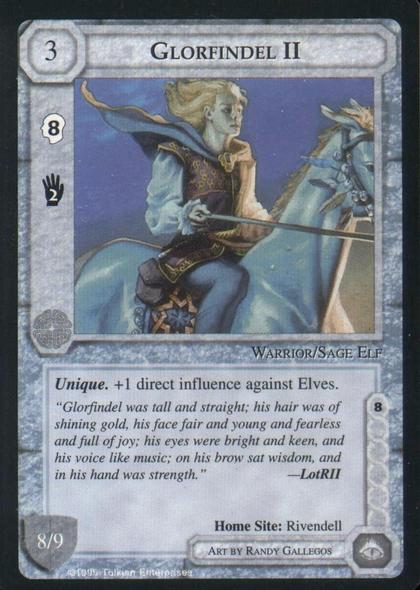 3
GLORFINDEL II
8
2
WARRIOR/SAGE ELF
Unique. +1 direct influence against Elves.
“Glorfindel was tall and straight; his hair was of
shining gold, his face fair and young and fearless
and full of joy; his eyes were bright and keen, and
his voice like music; on his brow sat wisdom, and
in his hand was strength.” —LotRII
8
Home Site: Rivendell
8/9
ART BY RANDY GALLEGOS
©1995 Tolkien Enterprises